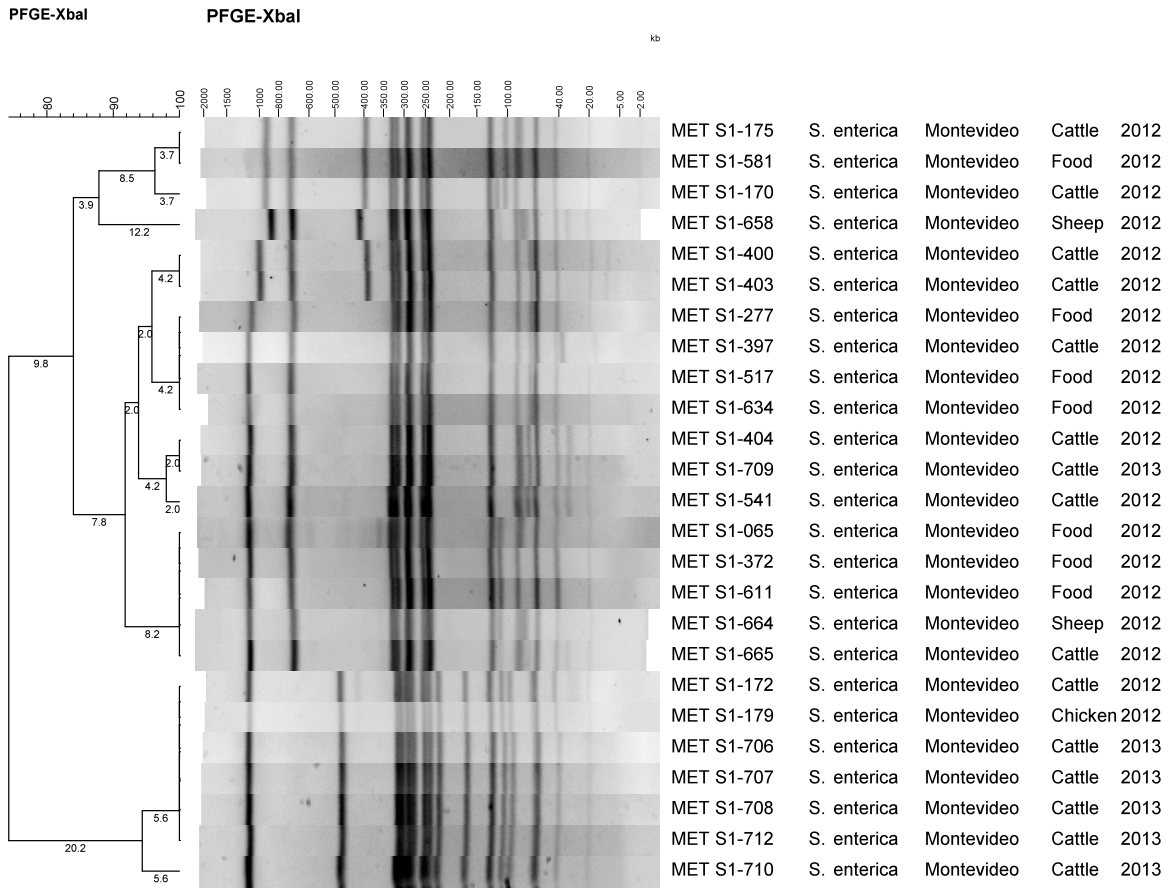 PFGE-XbaI PFGE-XbaI
kb
80 90 100 2000 1500 1000 800.00 600.00 500.00 400.00 350.00 300.00 250.00 200.00 150.00 100.00 40.00 20.00 5.00 2.00
MET S1-175 S. enterica Montevideo Cattle 2012
3.7
MET S1-581 S. enterica Montevideo Food 2012
8.5
MET S1-170 S. enterica Montevideo Cattle 2012
3.9 3.7
MET S1-658 S. enterica Montevideo Sheep 2012
12.2
MET S1-400 S. enterica Montevideo Cattle 2012
4.2
MET S1-403 S. enterica Montevideo Cattle 2012
MET S1-277 S. enterica Montevideo Food 2012
2.0
MET S1-397 S. enterica Montevideo Cattle 2012
9.8
MET S1-517 S. enterica Montevideo Food 2012
4.2
MET S1-634 S. enterica Montevideo Food 2012
2.0
MET S1-404 S. enterica Montevideo Cattle 2012
2.0
MET S1-709 S. enterica Montevideo Cattle 2013
4.2
MET S1-541 S. enterica Montevideo Cattle 2012
2.0
7.8
MET S1-065 S. enterica Montevideo Food 2012
MET S1-372 S. enterica Montevideo Food 2012
MET S1-611 S. enterica Montevideo Food 2012
MET S1-664 S. enterica Montevideo Sheep 2012
8.2
MET S1-665 S. enterica Montevideo Cattle 2012
MET S1-172 S. enterica Montevideo Cattle 2012
MET S1-179 S. enterica Montevideo Chicken 2012
MET S1-706 S. enterica Montevideo Cattle 2013
MET S1-707 S. enterica Montevideo Cattle 2013
MET S1-708 S. enterica Montevideo Cattle 2013
5.6
MET S1-712 S. enterica Montevideo Cattle 2013
20.2
MET S1-710 S. enterica Montevideo Cattle 2013
5.6